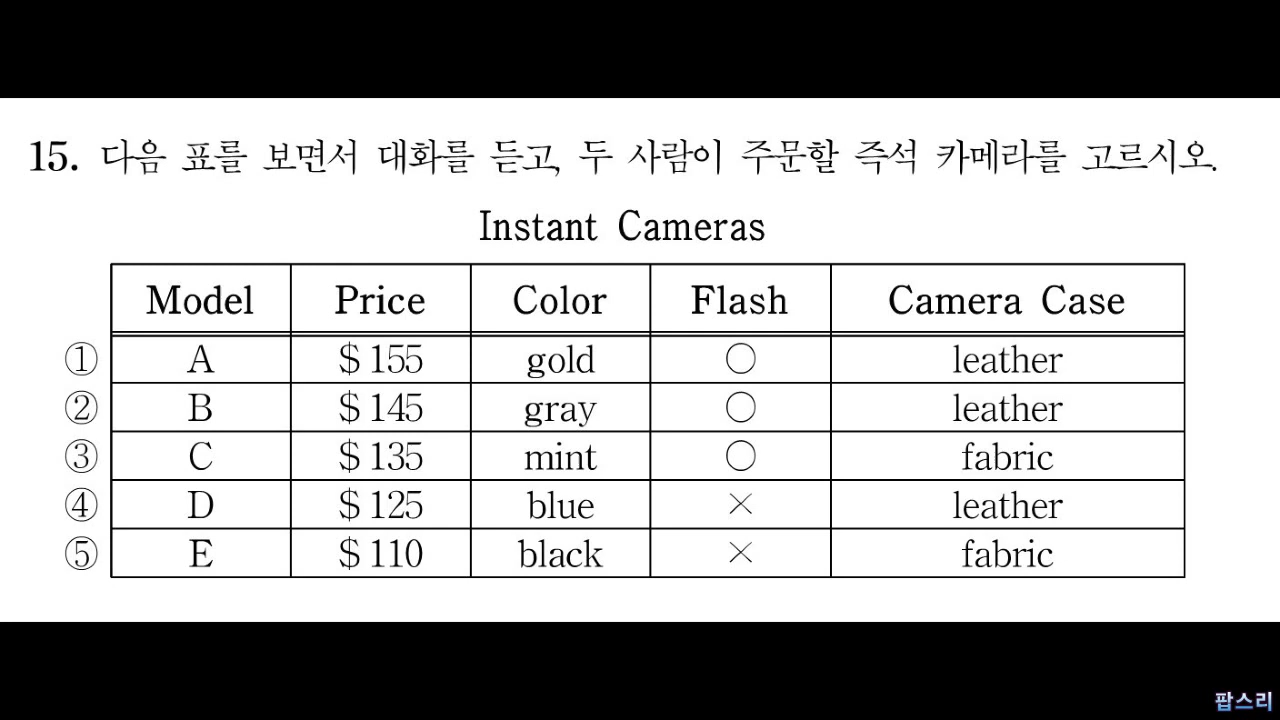 15. 다음 표를 보면서 대화를 듣고, 두 사람이 주문할 즉석 카메라를 고르시오.
Instant Cameras
Model Price Color Flash Camera Case
① A $155 gold ○ leather
② B $145 gray ○ leather
③ C $135 mint ○ fabric
④ D $125 blue × leather
⑤ E $110 black × fabric
팝스리